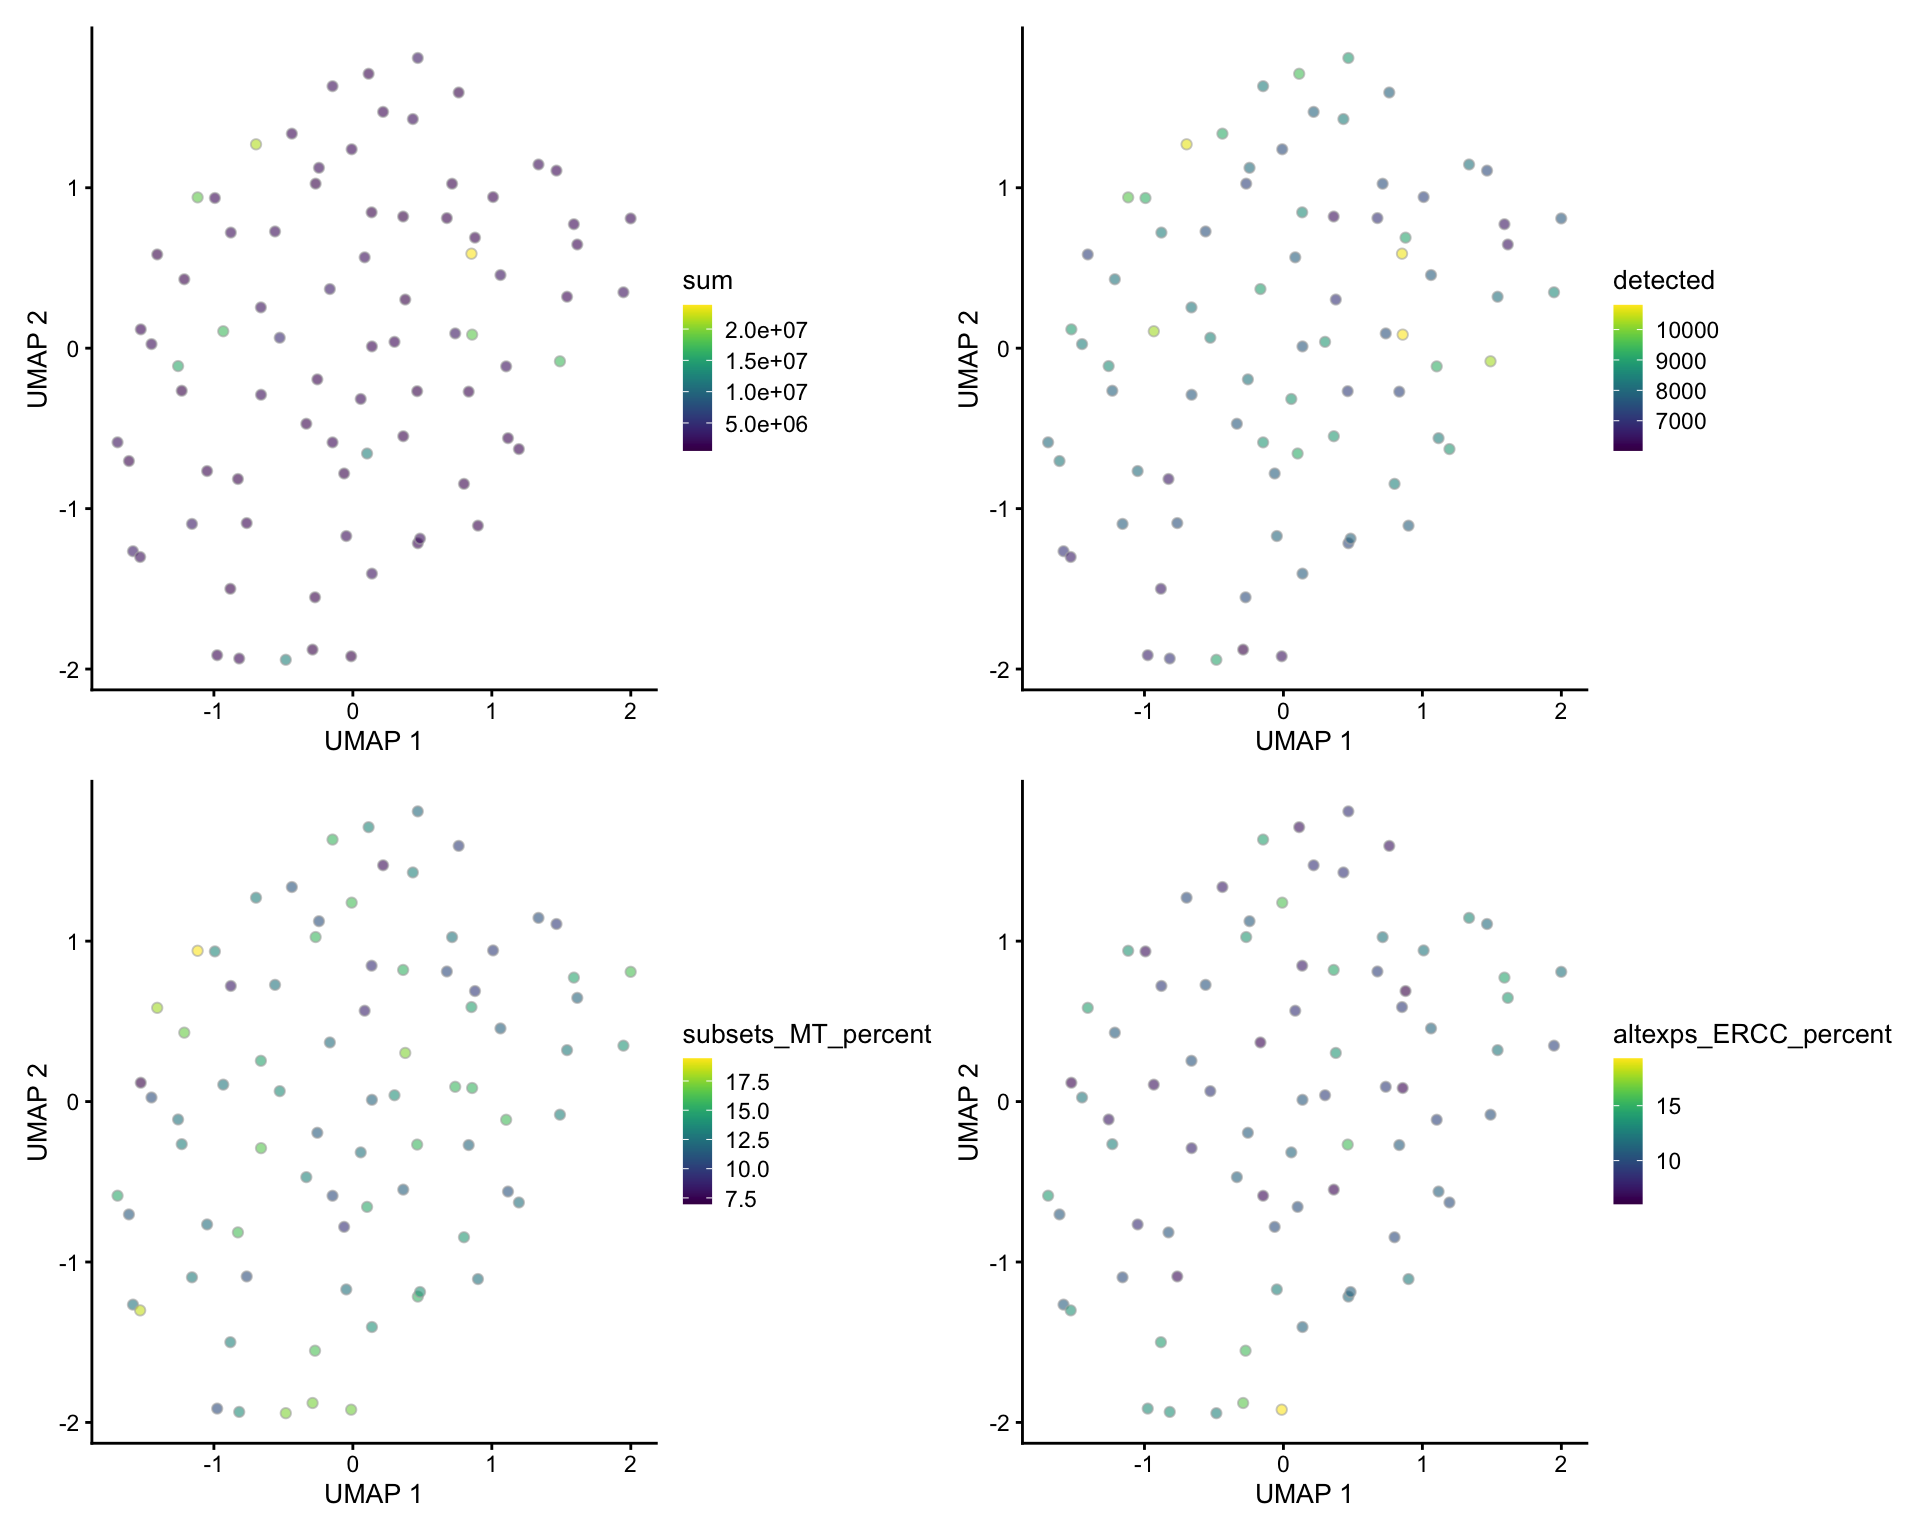 1
0
-1
-2
UMAP 2
-1 0 1 2
UMAP 1
sum
2.0e+07
1.5e+07
1.0e+07
5.0e+06
1
0
-1
-2
UMAP 2
-1 0 1 2
UMAP 1
detected
10000
9000
8000
7000
1
0
-1
-2
UMAP 2
-1 0 1 2
UMAP 1
subsets_MT_percent
17.5
15.0
12.5
10.0
7.5
1
0
-1
-2
UMAP 2
-1 0 1 2
UMAP 1
altexps_ERCC_percent
15
10